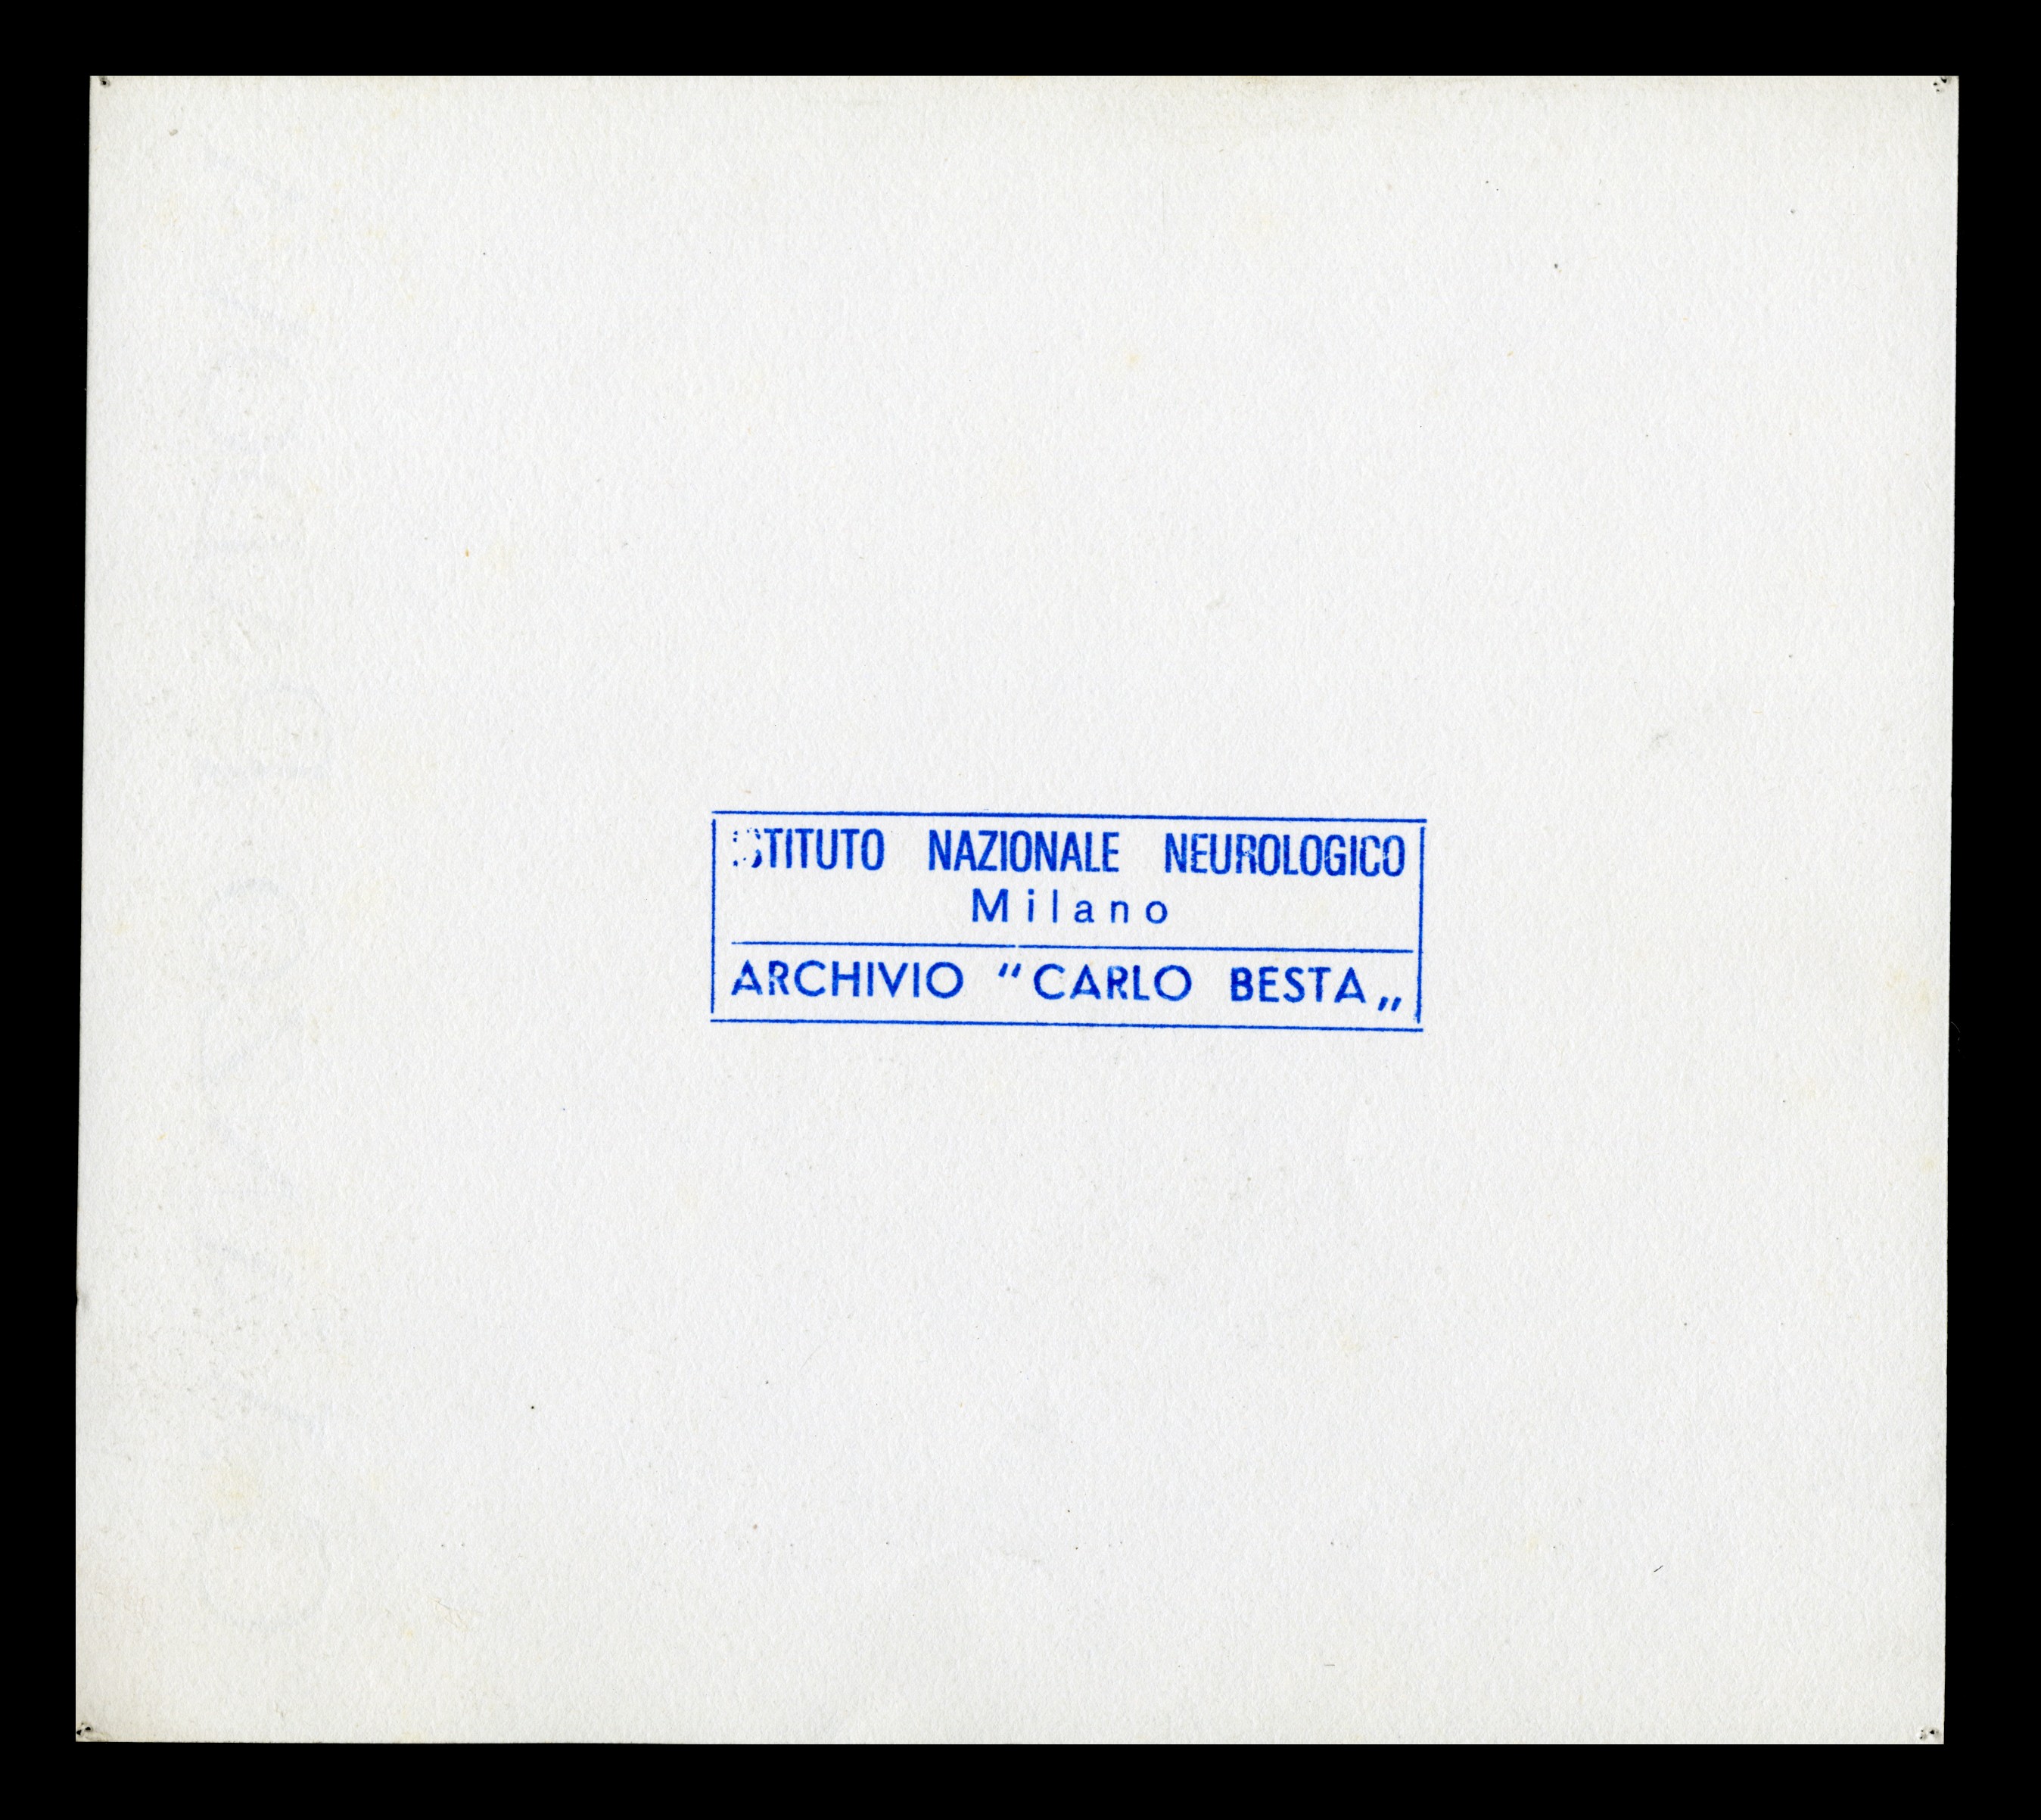 STITUTO NAZIONALE NEUROLOGICO
Milano
ARCHIVIO "CARLO BESTA„